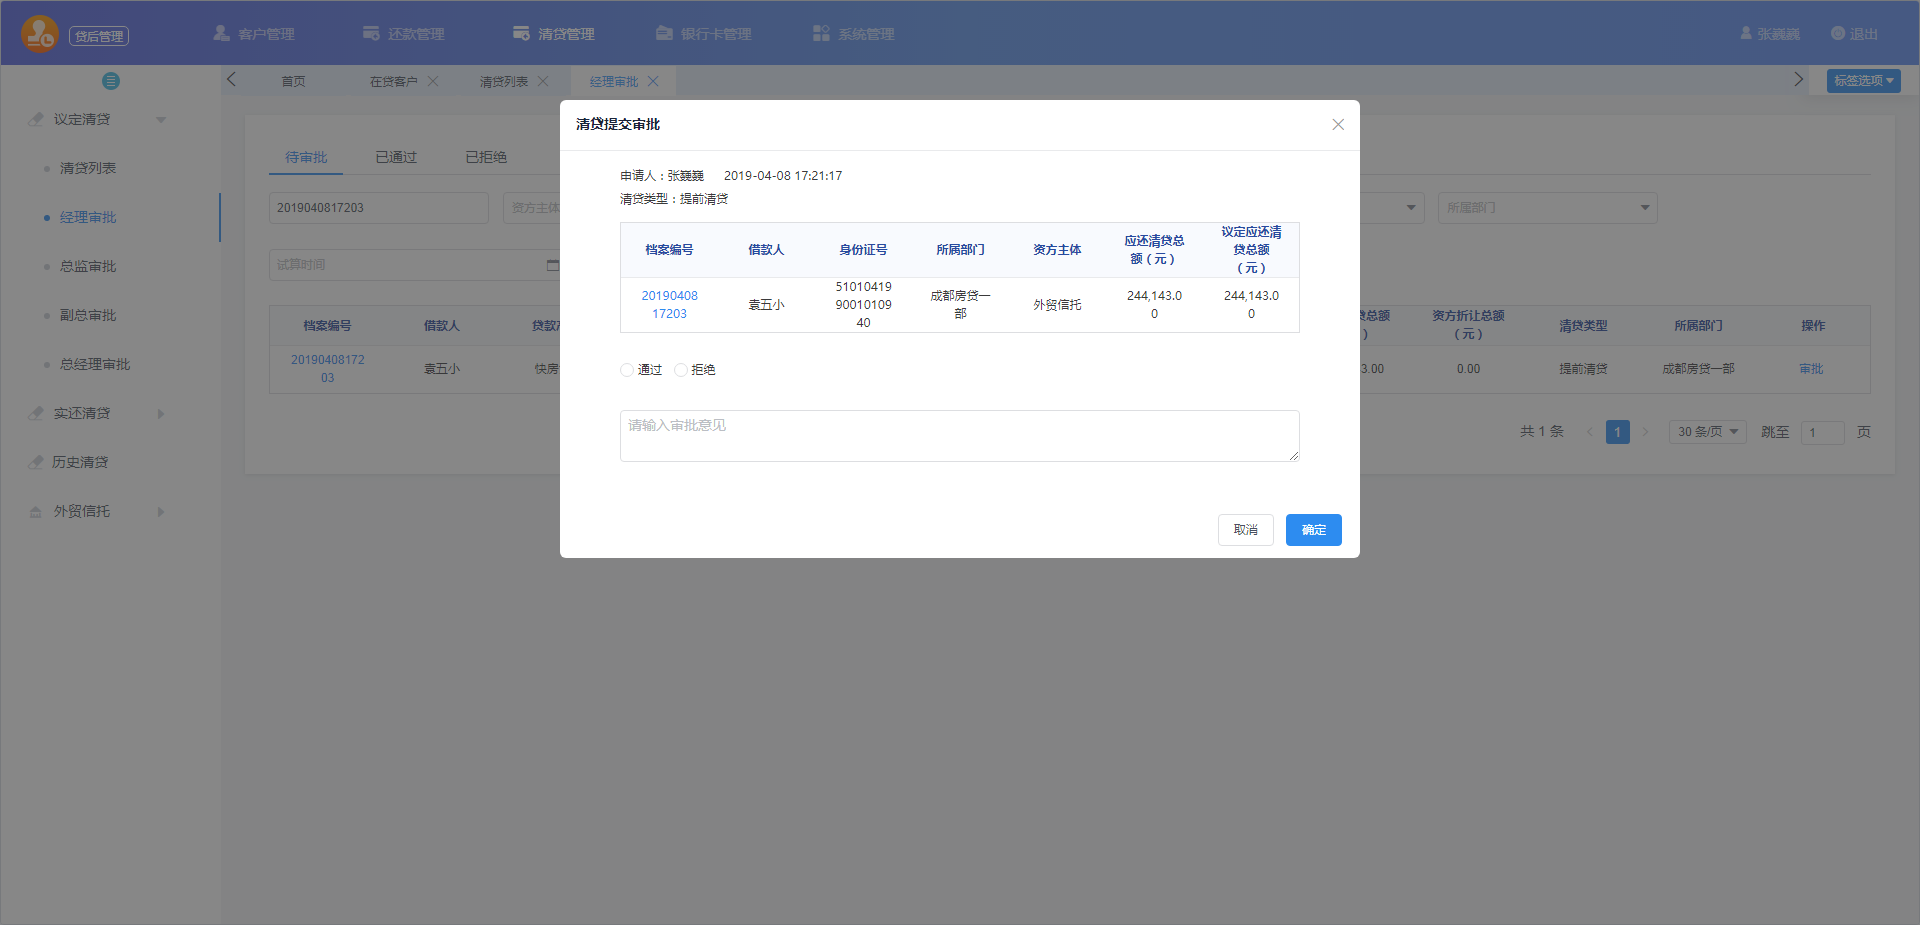 贷后管理
客户管理
还款管理
清贷管理
银行卡管理
系统管理
张巍巍
退出
首页
在贷客户
清贷列表
经理审批
标签选项
议定清贷
清贷列表
经理审批
总监审批
副总审批
总经理审批
实还清贷
历史清贷
外贸信托
待审批
已通过
已拒绝
2019040817203
资方主体
所属部门
试算时间
档案编号
借款人
贷款
贷总额
)
资方折让总额
(元)
清贷类型
所属部门
操作
20190408172
03
袁五小
快房
3.00
0.00
提前清贷
成都房贷一部
审批
共 1 条
1
30 条/页
跳至
1
页
清贷提交审批
申请人：张巍巍 2019-04-08 17:21:17
清贷类型：提前清贷
档案编号
借款人
身份证号
所属部门
资方主体
应还清贷总
额（元）
议定应还清
贷总额
（元）
20190408
17203
袁五小
51010419
90010109
40
成都房贷一
部
外贸信托
244,143.0
0
244,143.0
0
通过
拒绝
请输入审批意见
取消
确定